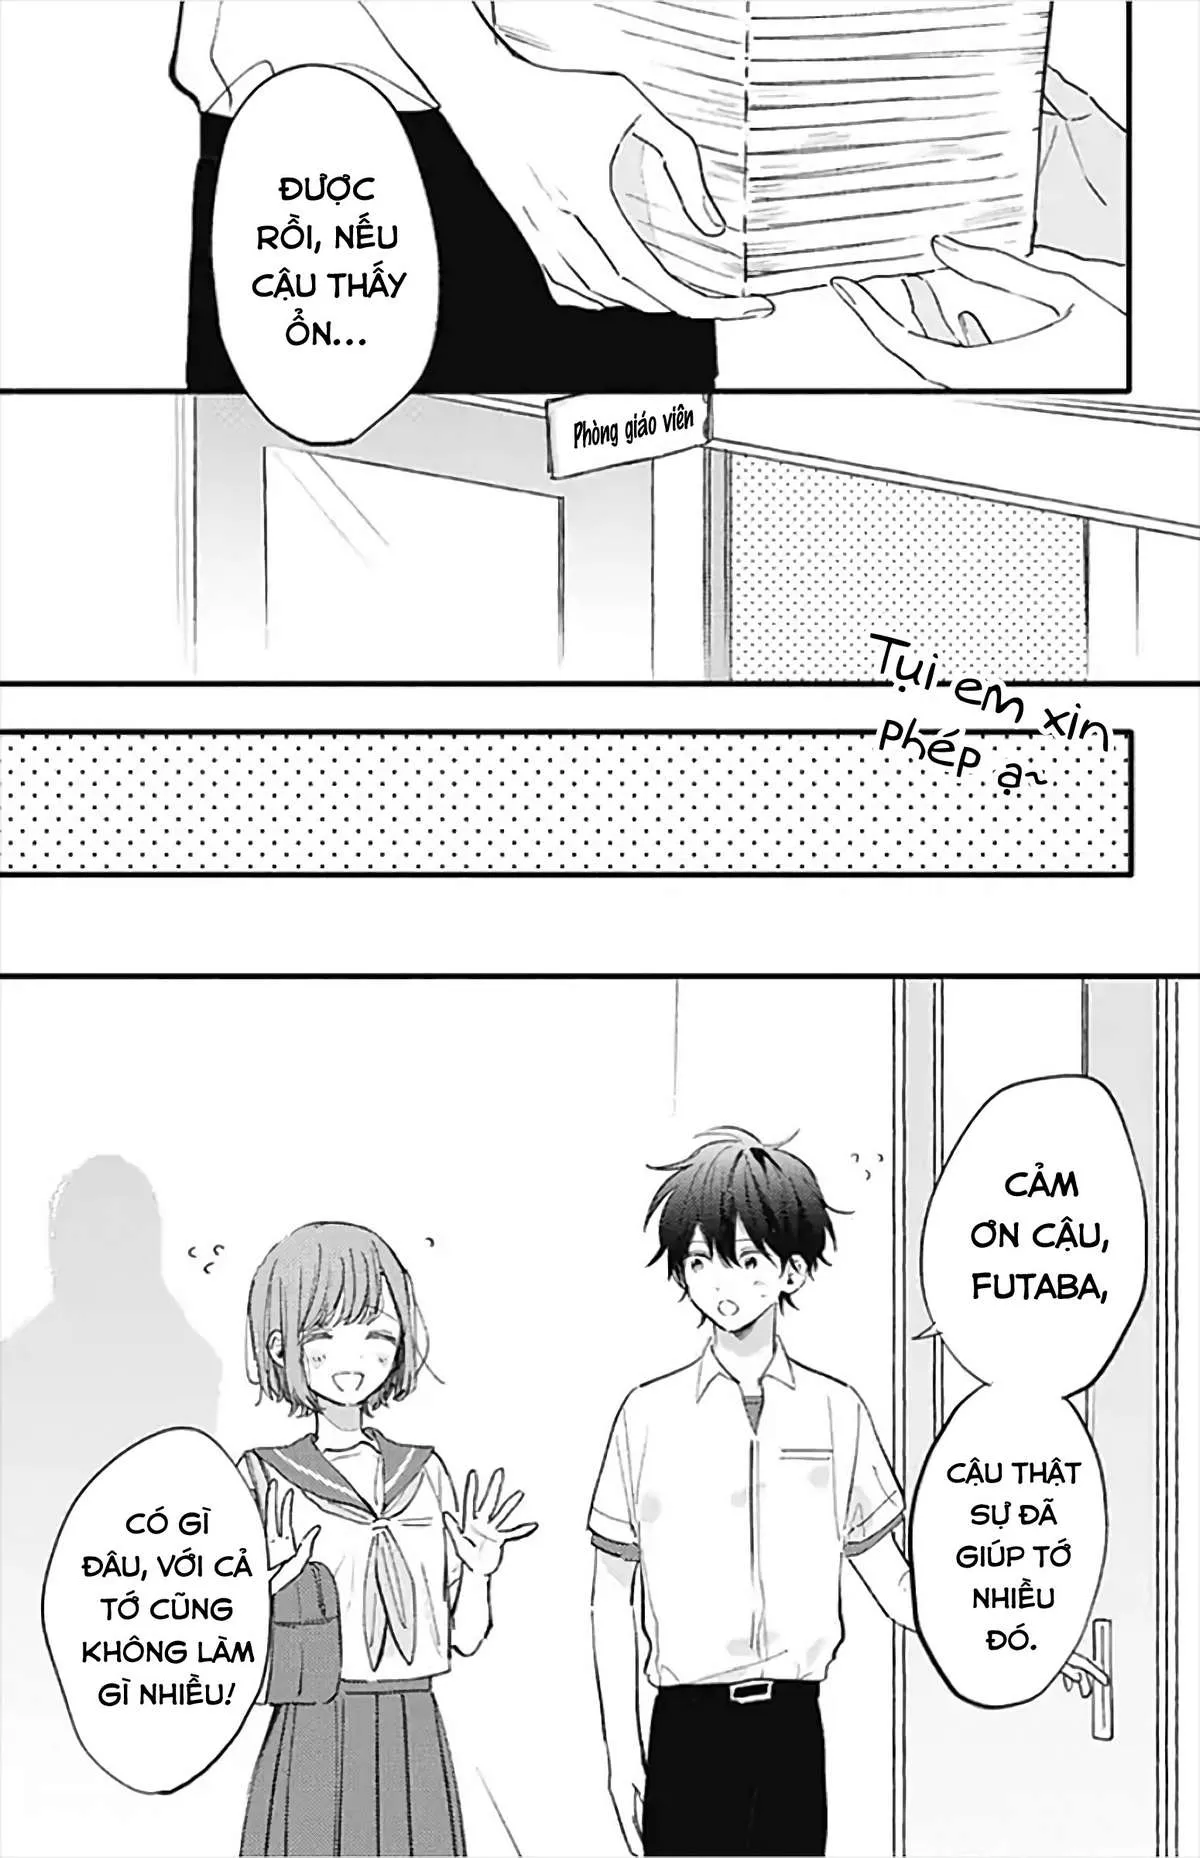 ĐƯỢC
RỒI, NẾU
CẬU THẤY
ỔN...
Phòng giáo viên
Tụi em xin
phép ạ~
CẢM
ƠN CẬU,
FUTABA,
CẬU THẬT
SỰ ĐÃ
GIÚP TỚ
NHIỀU
ĐÓ.
CÓ GÌ
ĐÂU, VỚI CẢ
TỚ CŨNG
KHÔNG LÀM
GÌ NHIỀU!